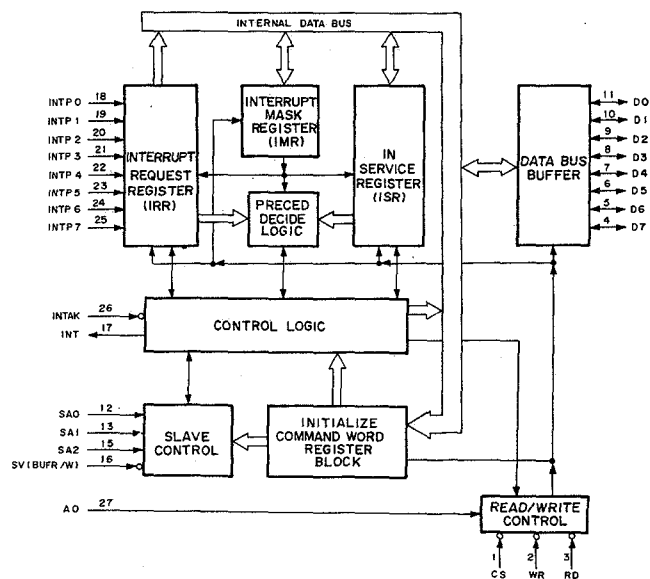 INTERNAL DATA BUS
INTP 0 18
INTP 1 19
INTP 2 20
INTP 3 21
INTP 4 22
INTP 5 23
INTP 6 24
INTP 7 25
INTERRUPT
REQUEST
REGISTER
(IRR)
INTERRUPT
MASK
REGISTER
(IMR)
PRECED
DECIDE
LOGIC
IN
SERVICE
REGISTER
(ISR)
DATA BUS
BUFFER
11 D0
10 D1
9 D2
8 D3
7 D4
6 D5
5 D6
4 D7
INTAK 26
INT 17
CONTROL LOGIC
SA0 12
SA1 13
SA2 15
SV(BUFR/W) 16
SLAVE
CONTROL
INITIALIZE
COMMAND WORD
REGISTER
BLOCK
A0 27
READ/WRITE
CONTROL
1 2 3
CS WR RD